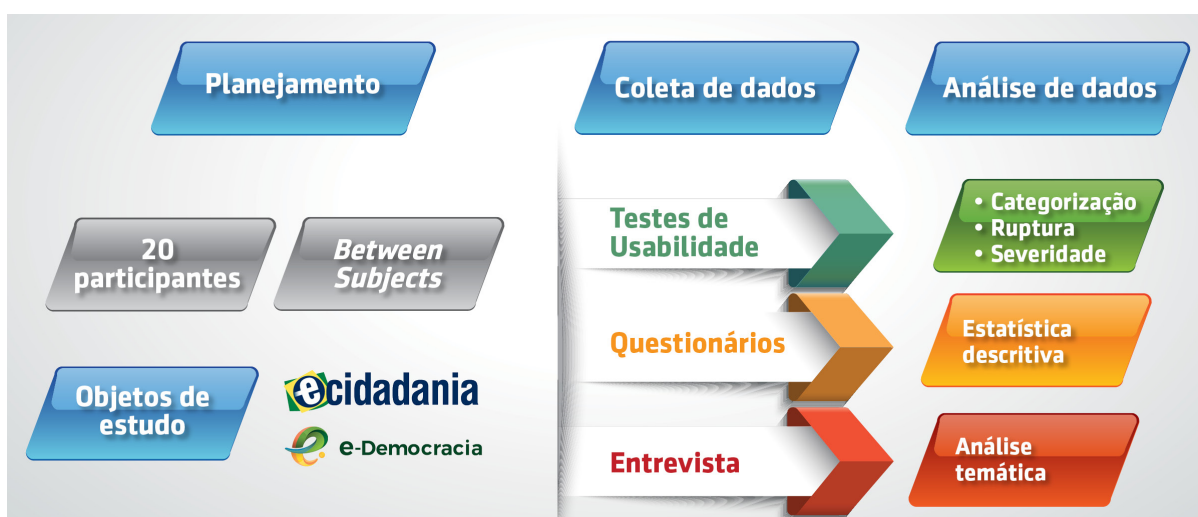 Planejamento
20
participantes
Between
Subjects
Objetos de
estudo
ecidadania
e-Democracia
Coleta de dados
Testes de
Usabilidade
Questionários
Entrevista
Análise de dados
• Categorização
• Ruptura
• Severidade
Estatística
descritiva
Análise
temática